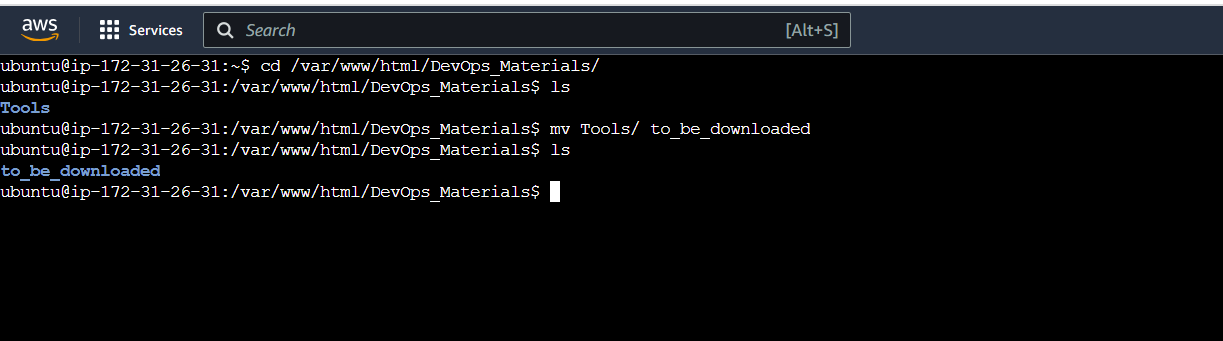 aws Services Search [Alt+S]
ubuntu@ip-172-31-26-31:~$ cd /var/www/html/DevOps_Materials/
ubuntu@ip-172-31-26-31:/var/www/html/DevOps_Materials$ ls
Tools
ubuntu@ip-172-31-26-31:/var/www/html/DevOps_Materials$ mv Tools/ to_be_downloaded
ubuntu@ip-172-31-26-31:/var/www/html/DevOps_Materials$ ls
to_be_downloaded
ubuntu@ip-172-31-26-31:/var/www/html/DevOps_Materials$